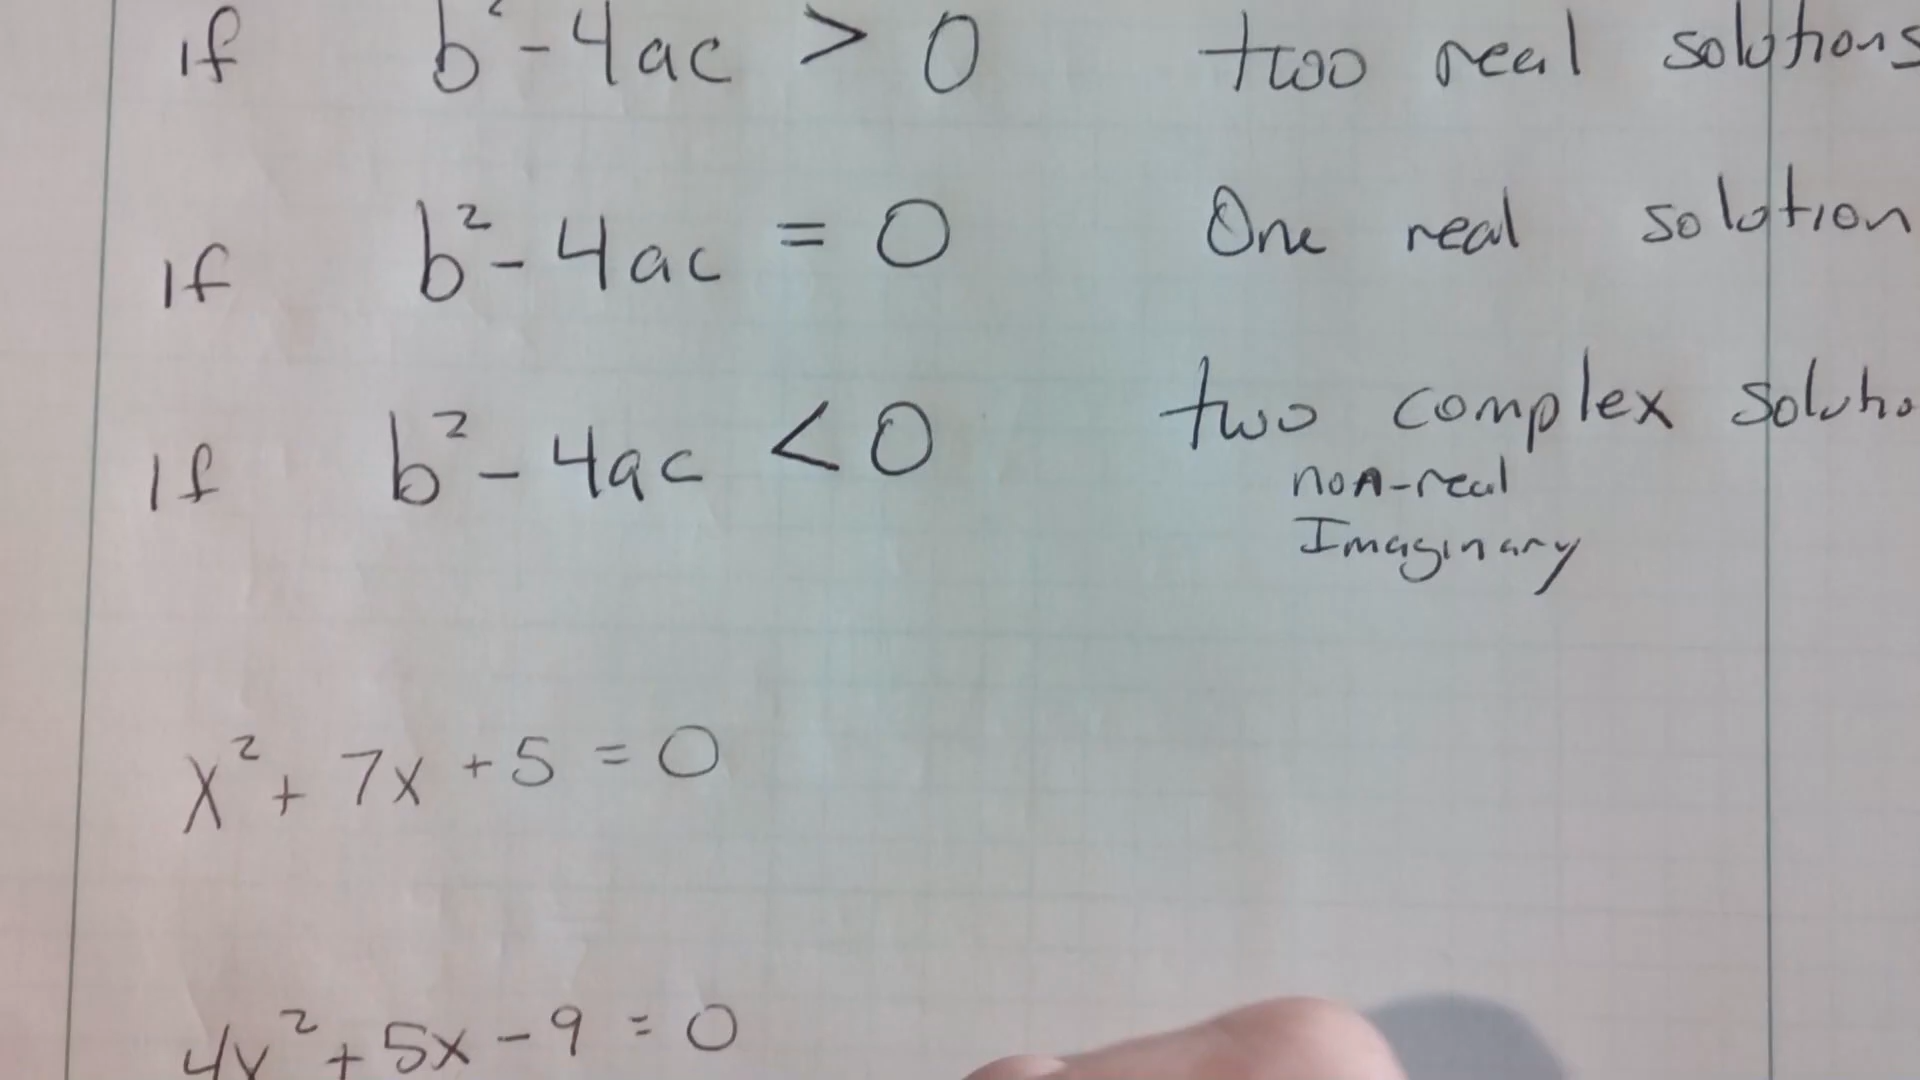 if b² - 4ac > 0 two real solutions
if b² - 4ac = 0 One real solution
If b² - 4ac < 0 two complex
non-real
Imaginary
x² + 7x + 5 = 0
4x² + 5x - 9 = 0